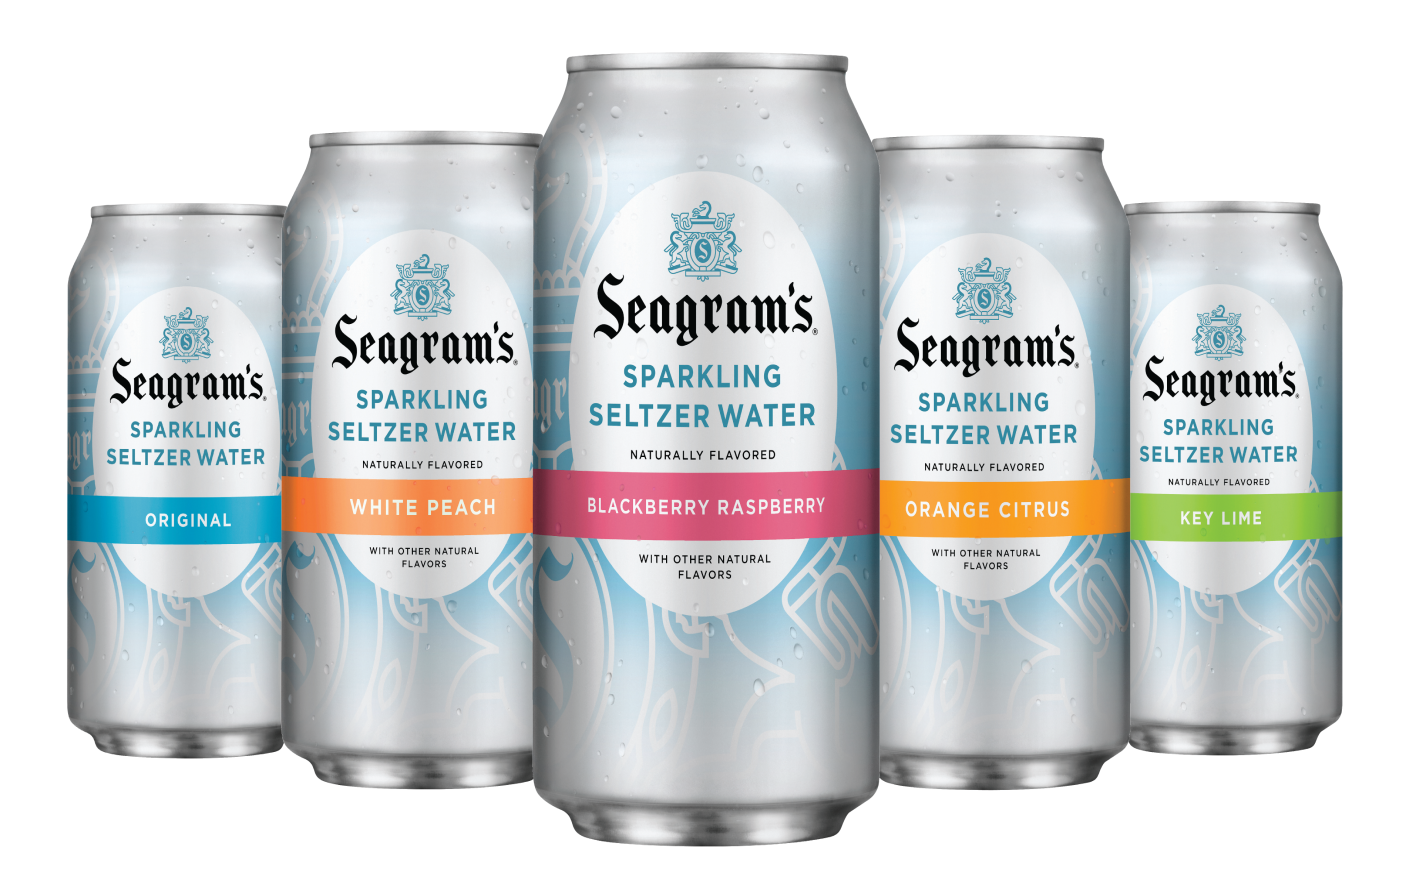 Seagram's®
SPARKLING
SELTZER WATER
ORIGINAL
Seagram's®
SPARKLING
SELTZER WATER
NATURALLY FLAVORED
WHITE PEACH
WITH OTHER NATURAL
FLAVORS
Seagram's®
SPARKLING
SELTZER WATER
NATURALLY FLAVORED
BLACKBERRY RASPBERRY
WITH OTHER NATURAL
FLAVORS
Seagram's®
SPARKLING
SELTZER WATER
NATURALLY FLAVORED
ORANGE CITRUS
WITH OTHER NATURAL
FLAVORS
Seagram's®
SPARKLING
SELTZER WATER
NATURALLY FLAVORED
KEY LIME